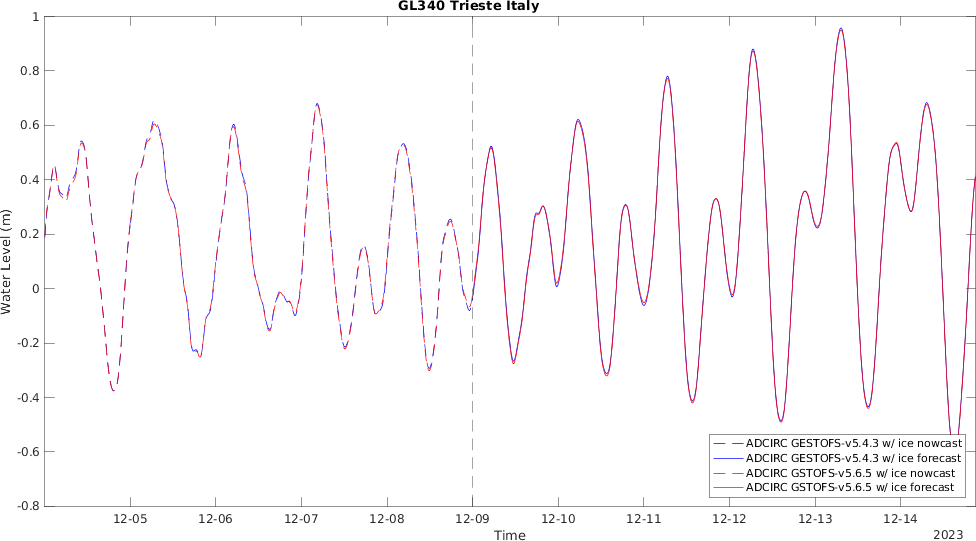 GL340 Trieste Italy
1
0.8
0.6
0.4
0.2
0
-0.2
-0.4
-0.6
-0.8
Water Level (m)
ADCIRC GESTOFS-v5.4.3 w/ ice nowcast
ADCIRC GESTOFS-v5.4.3 w/ ice forecast
ADCIRC GSTOFS-v5.6.5 w/ ice nowcast
ADCIRC GSTOFS-v5.6.5 w/ ice forecast
12-05 12-06 12-07 12-08 12-09 12-10 12-11 12-12 12-13 12-14
Time
2023